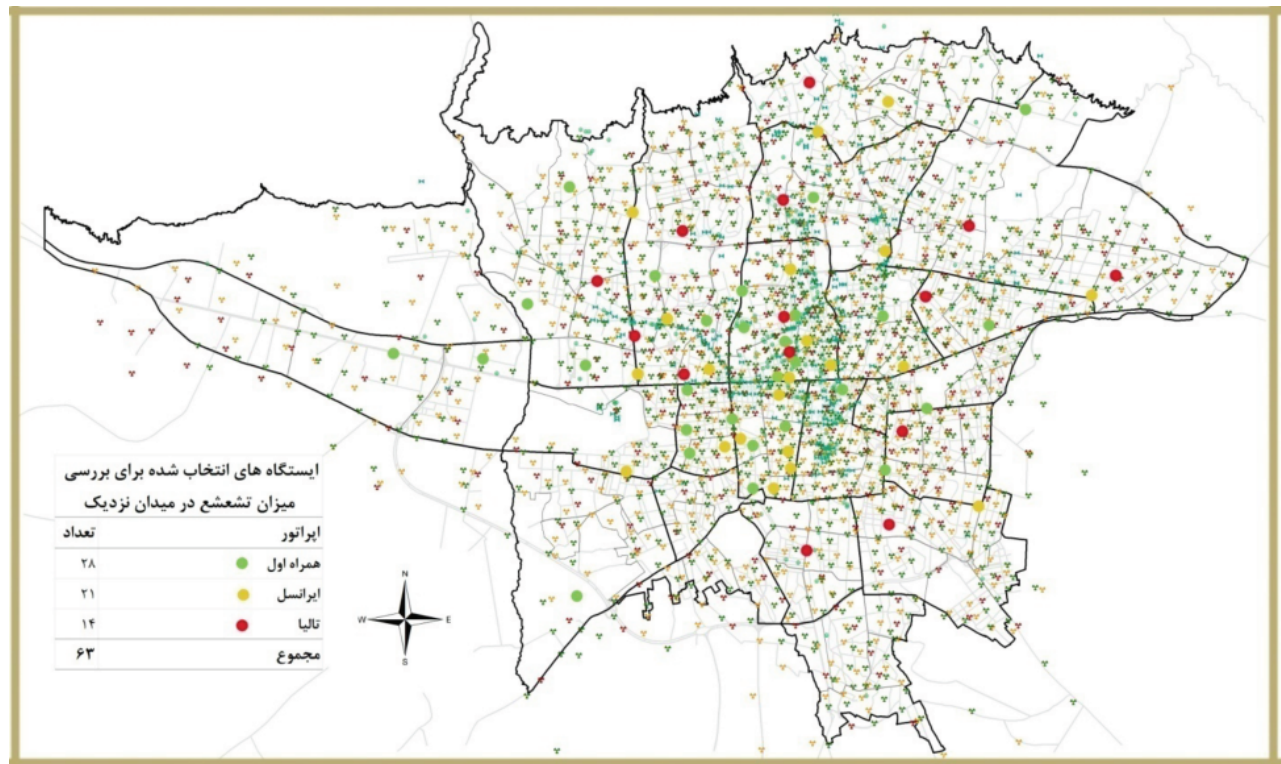 ایستگاه های انتخاب شده برای بررسی
میزان تشعشع در میدان نزدیک
اپراتور تعداد
همراه اول ۲۸
ایرانسل ۲۱
تالیا ۱۴
مجموع ۶۳
N
W E
S